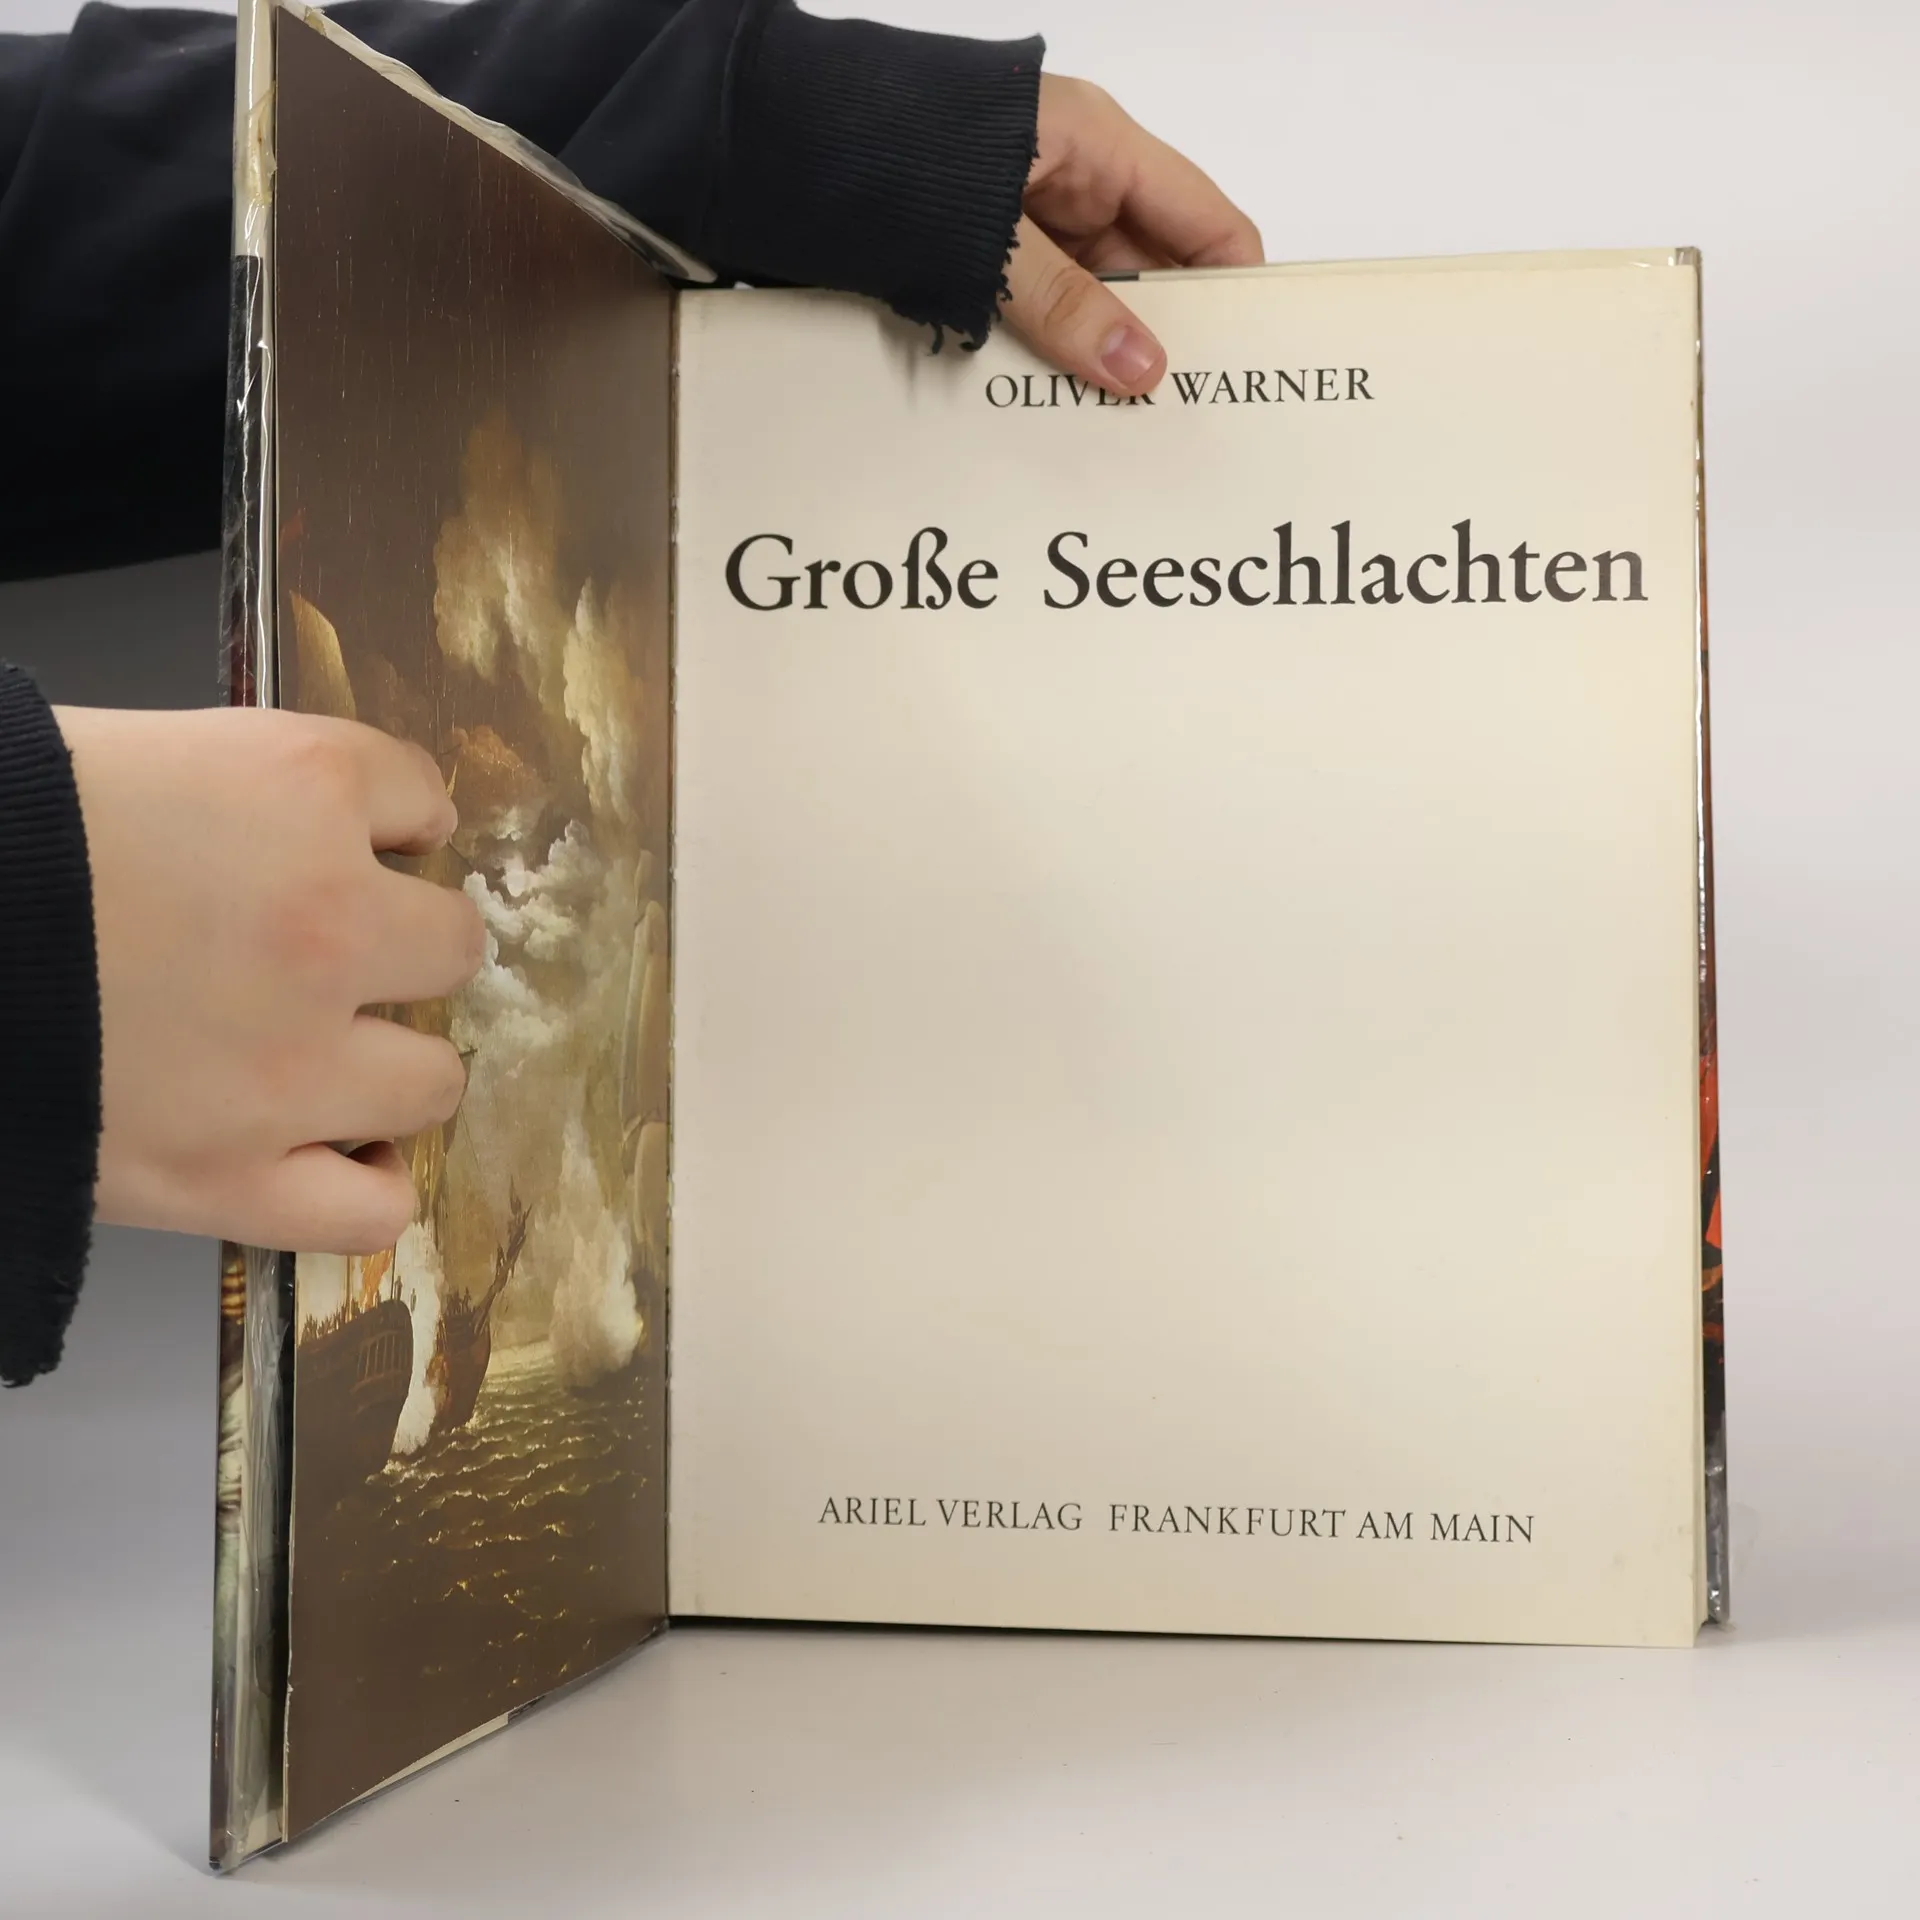 OLIVER WARNER
Große Seeschlachten
ARIEL VERLAG FRANKFURT AM MAIN